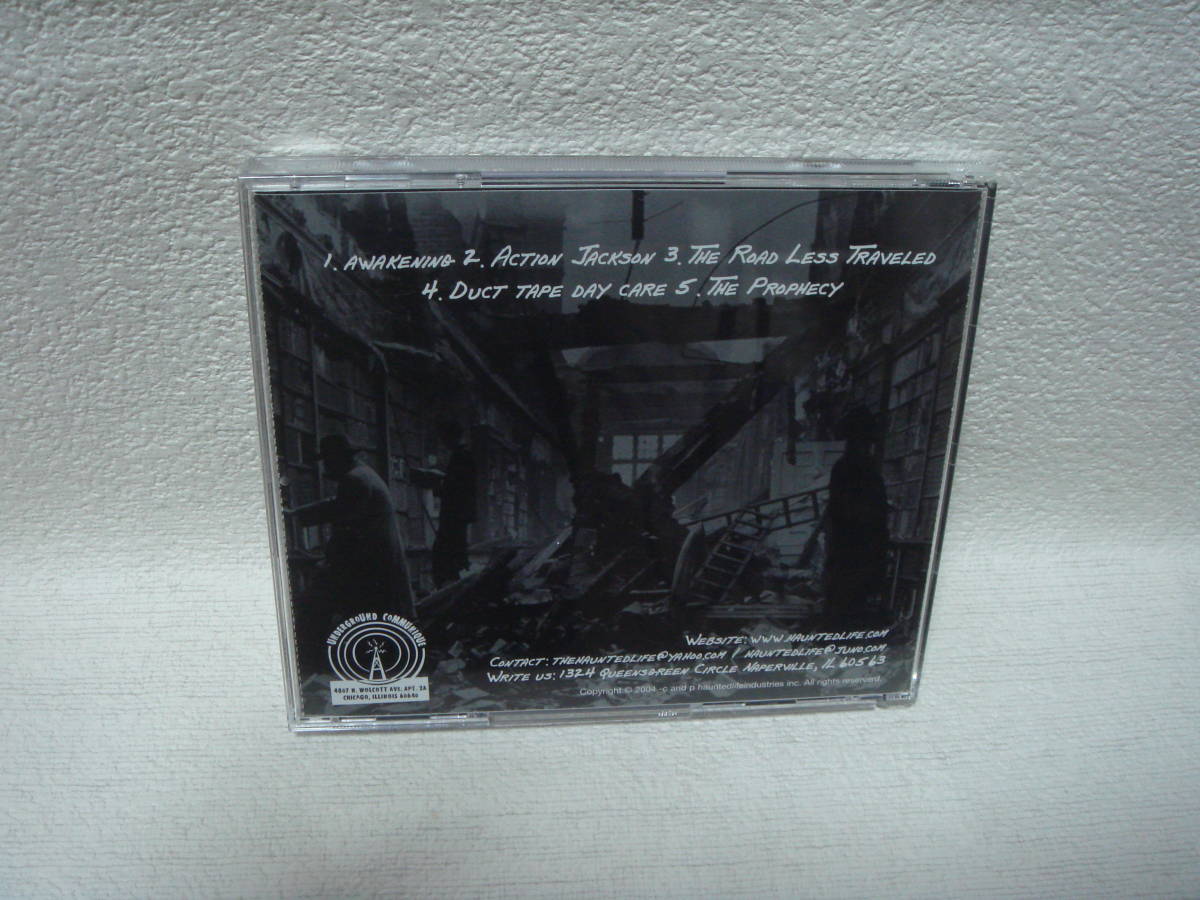 1. Awakening 2. Action Jackson 3. The Road Less Traveled
4. Duct Tape Day Care 5. The Prophecy
UNDERGROUND COMMUNIQUE
4867 N. WOLCOTT AVE. APT. 2A
CHICAGO, ILLINOIS 60640
Website: www.hauntedlife.com
Contact: thehauntedlife@yahoo.com / hauntedlife@juno.com
Write us: 1324 Queensgreen Circle Naperville, IL 60563
Copyright © 2004 -c and p hauntedlifeindustries inc. All rights reserved.